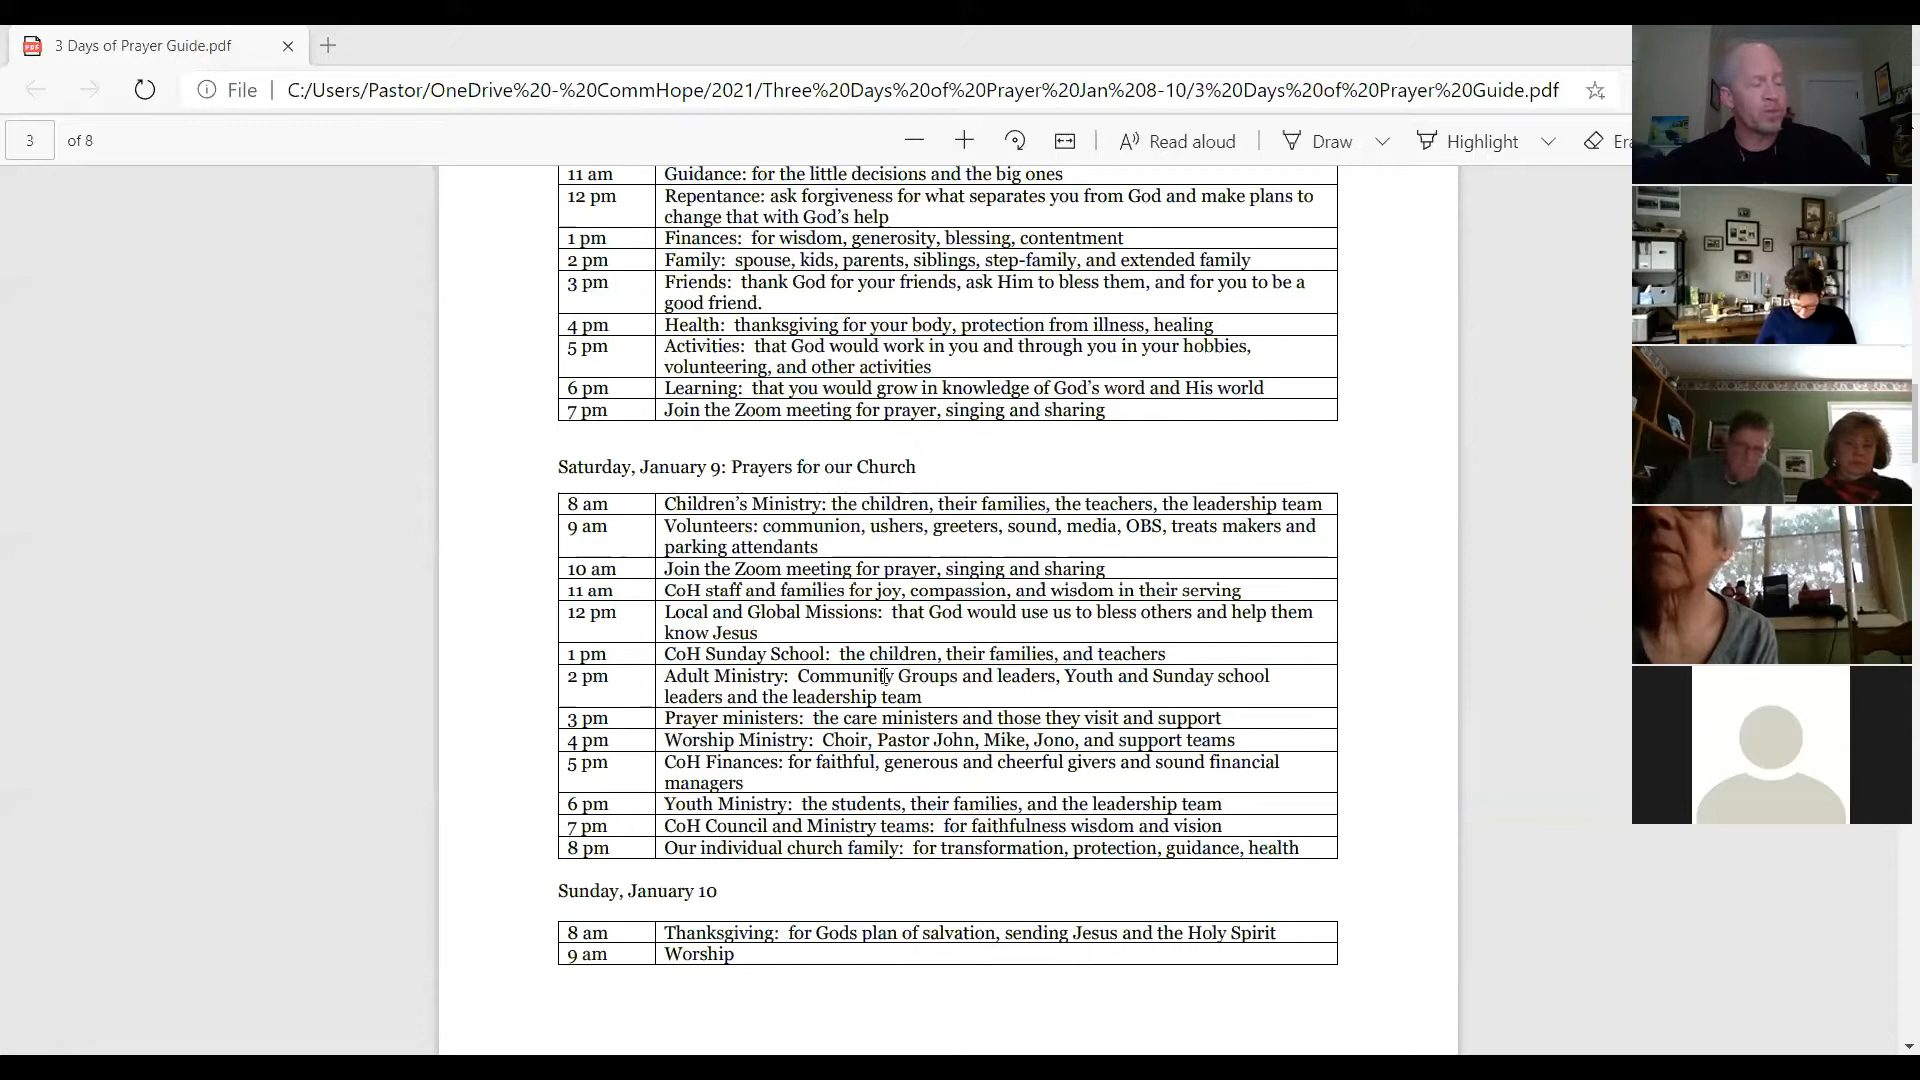 3 Days of Prayer Guide.pdf
File
C:/Users/Pastor/OneDrive%20-%20CommHope/2021/Three%20Days%20of%20Prayer%20Jan%208-10/3%20Days%20of%20Prayer%20Guide.pdf
3 of 8
Read aloud
Draw
Highlight
Era
11 am Guidance: for the little decisions and the big ones
12 pm Repentance: ask forgiveness for what separates you from God and make plans to
change that with God's help
1 pm Finances:  for wisdom, generosity, blessing, contentment
2 pm Family:  spouse, kids, parents, siblings, step-family, and extended family
3 pm Friends:  thank God for your friends, ask Him to bless them, and for you to be a
good friend.
4 pm Health:  thanksgiving for your body, protection from illness, healing
5 pm Activities:  that God would work in you and through you in your hobbies,
volunteering, and other activities
6 pm Learning:  that you would grow in knowledge of God's word and His world
7 pm Join the Zoom meeting for prayer, singing and sharing
Saturday, January 9: Prayers for our Church
8 am Children's Ministry: the children, their families, the teachers, the leadership team
9 am Volunteers: communion, ushers, greeters, sound, media, OBS, treats makers and
parking attendants
10 am Join the Zoom meeting for prayer, singing and sharing
11 am CoH staff and families for joy, compassion, and wisdom in their serving
12 pm Local and Global Missions:  that God would use us to bless others and help them
know Jesus
1 pm CoH Sunday School:  the children, their families, and teachers
2 pm Adult Ministry:  Community Groups and leaders, Youth and Sunday school
leaders and the leadership team
3 pm Prayer ministers:  the care ministers and those they visit and support
4 pm Worship Ministry:  Choir, Pastor John, Mike, Jono, and support teams
5 pm CoH Finances: for faithful, generous and cheerful givers and sound financial
managers
6 pm Youth Ministry:  the students, their families, and the leadership team
7 pm CoH Council and Ministry teams:  for faithfulness wisdom and vision
8 pm Our individual church family:  for transformation, protection, guidance, health
Sunday, January 10
8 am Thanksgiving:  for Gods plan of salvation, sending Jesus and the Holy Spirit
9 am Worship